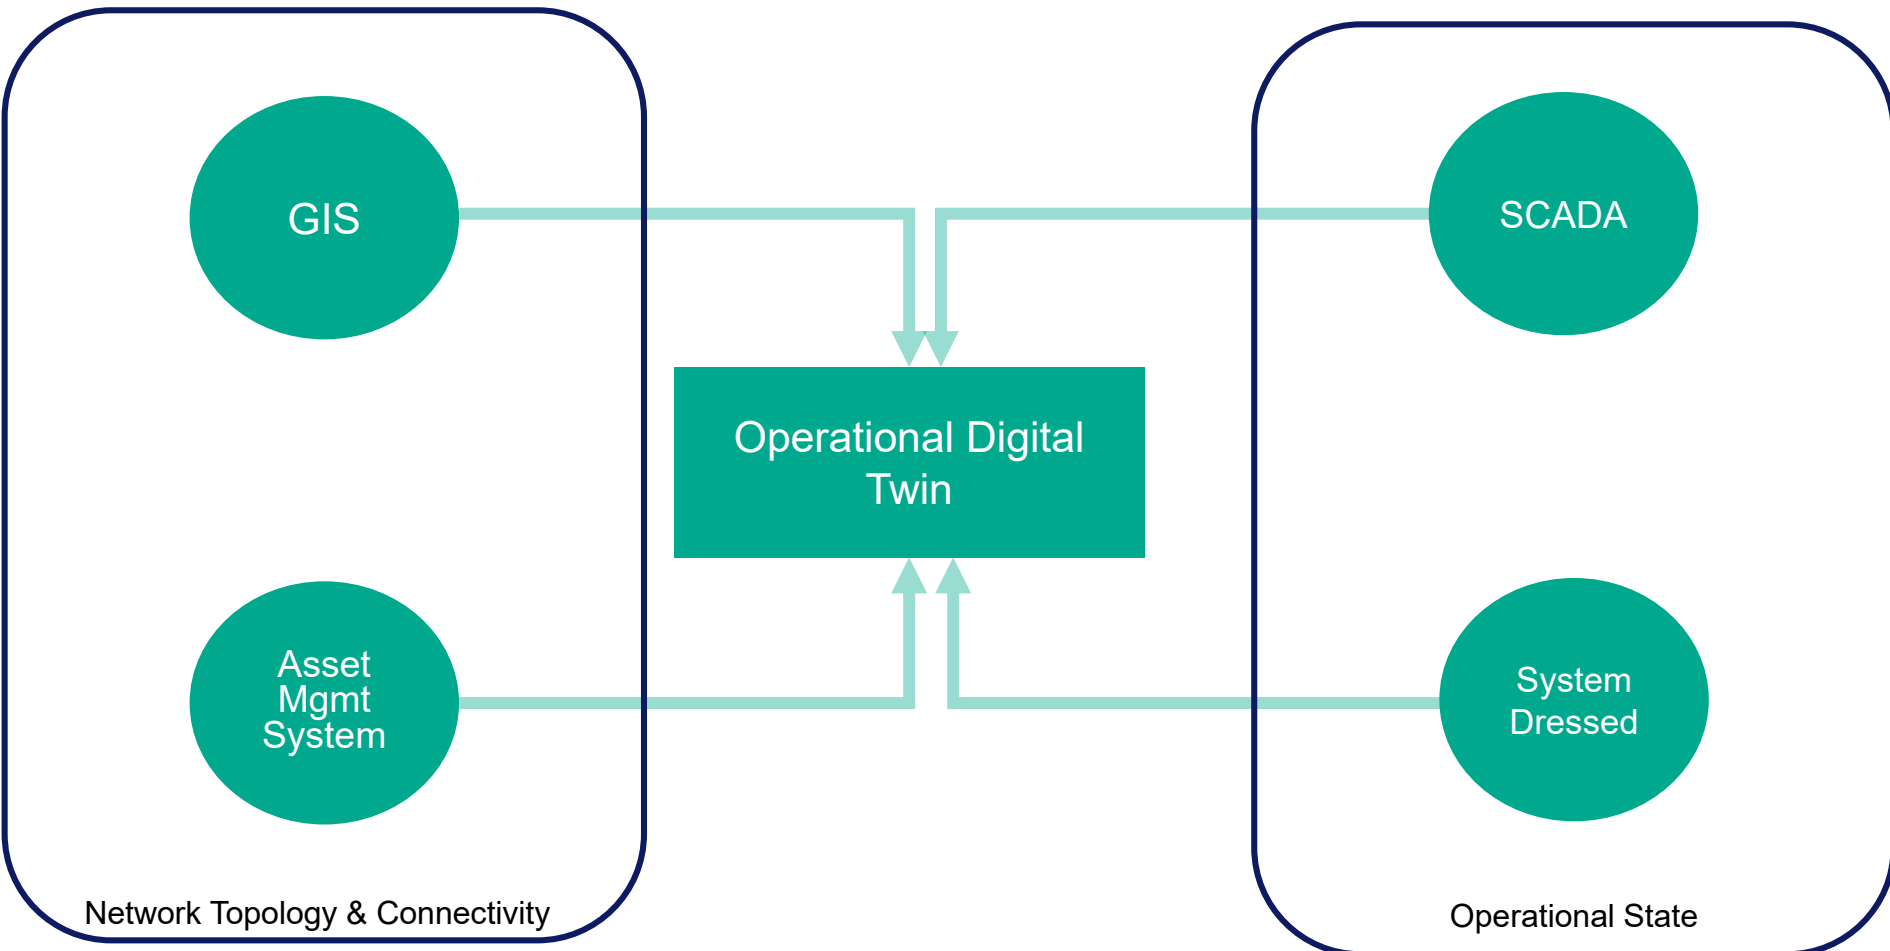 GIS
SCADA
Operational Digital
Twin
Asset
Mgmt
System
System
Dressed
Network Topology & Connectivity
Operational State